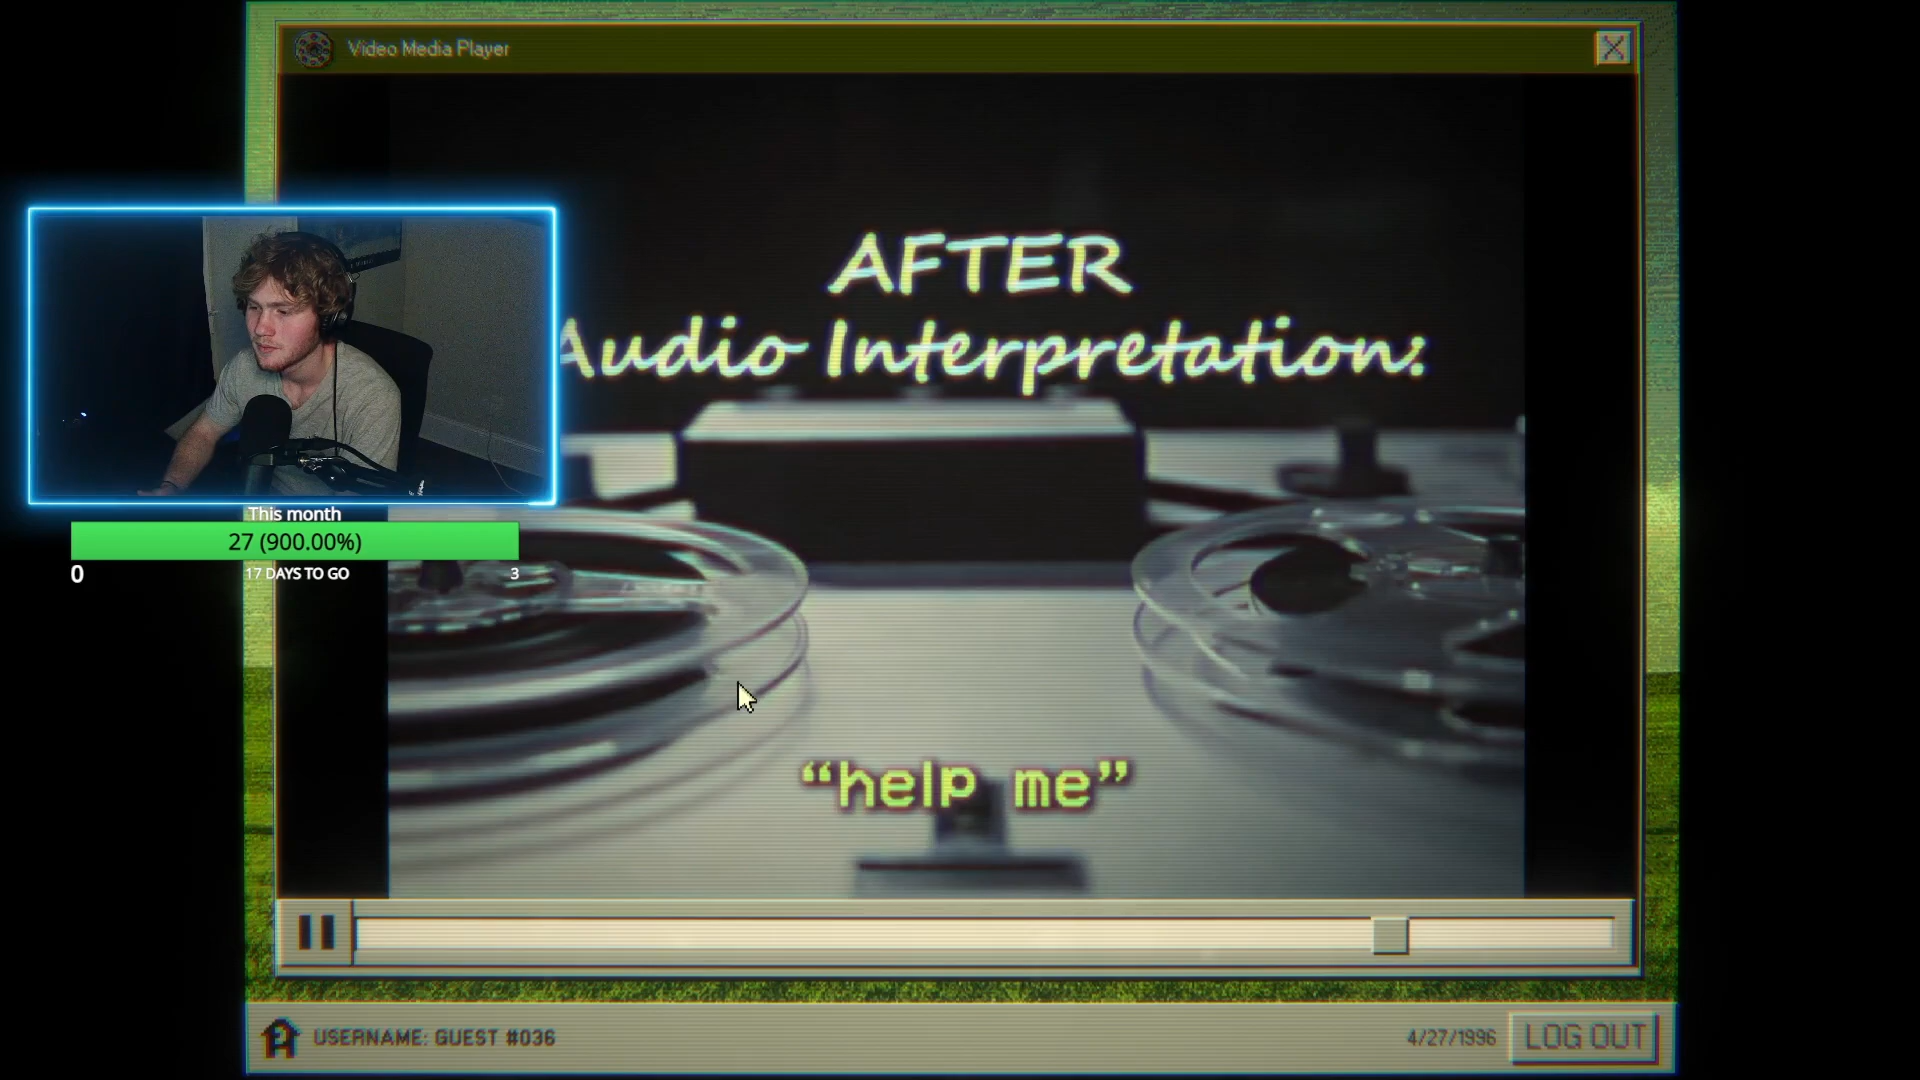 Video Media Player
AFTER
Audio Interpretation:
This month
27 (900.00%)
0
17 DAYS TO GO
3
“help me”
USERNAME: GUEST #036
4/27/1996
LOG OUT